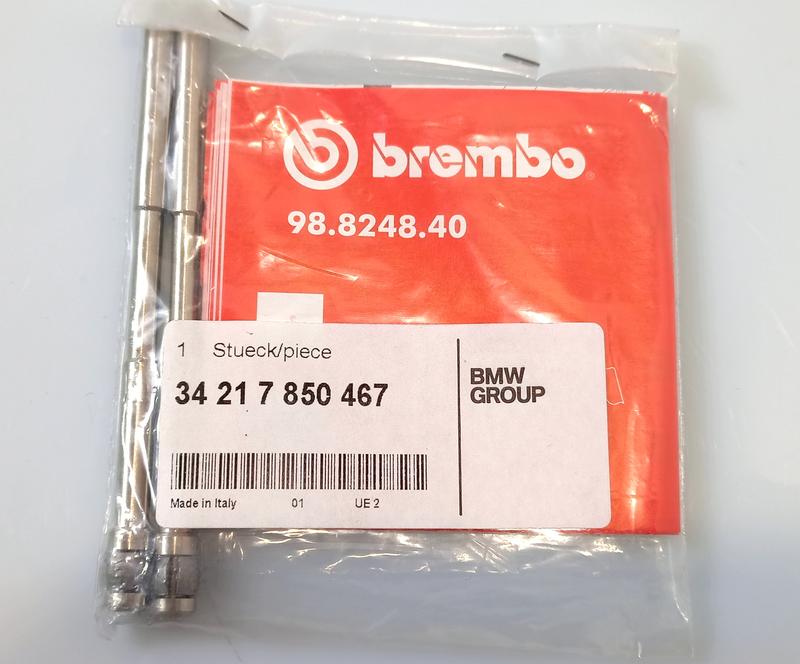 brembo
98.8248.40
1 Stueck/piece
34 21 7 850 467
BMW
GROUP
Made in Italy 01 UE 2